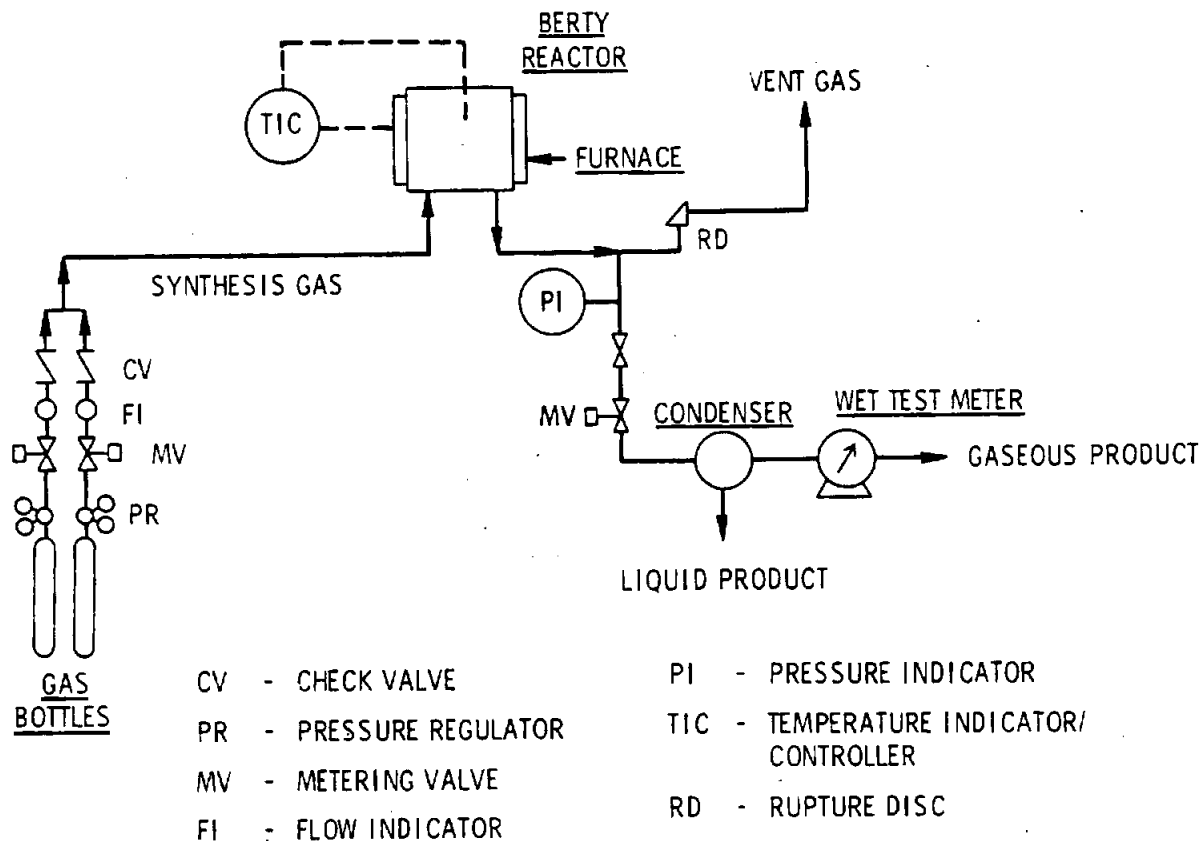 BERTY
REACTOR
VENT GAS
TIC
FURNACE
RD
SYNTHESIS GAS
PI
CV
FI
MV
CONDENSER
WET TEST METER
MV
GASEOUS PRODUCT
PR
LIQUID PRODUCT
GAS
BOTTLES
CV - CHECK VALVE
PR - PRESSURE REGULATOR
MV - METERING VALVE
FI - FLOW INDICATOR
PI - PRESSURE INDICATOR
TIC - TEMPERATURE INDICATOR/
CONTROLLER
RD - RUPTURE DISC